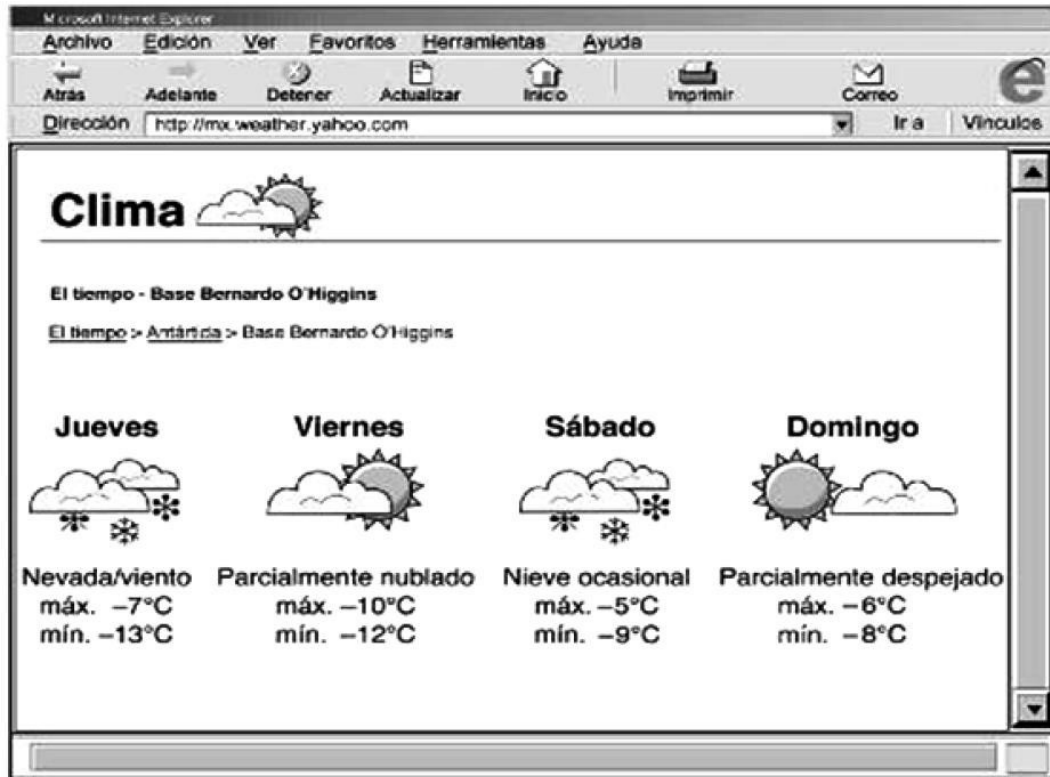 Microsoft Internet Explorer
Archivo Edición Ver Favoritos Herramientas Ayuda
Atrás Adelante Detener Actualizar Inicio Imprimir Correo
Dirección http://mx.weather.yahoo.com Ir a Vínculos
Clima
El tiempo - Base Bernardo O'Higgins
El tiempo > Antártida > Base Bernardo O'Higgins
Jueves Viernes Sábado Domingo
Nevada/viento Parcialmente nublado Nieve ocasional Parcialmente despejado
máx. –7°C máx. –10°C máx. –5°C máx. –6°C
mín. –13°C mín. –12°C mín. –9°C mín. –8°C